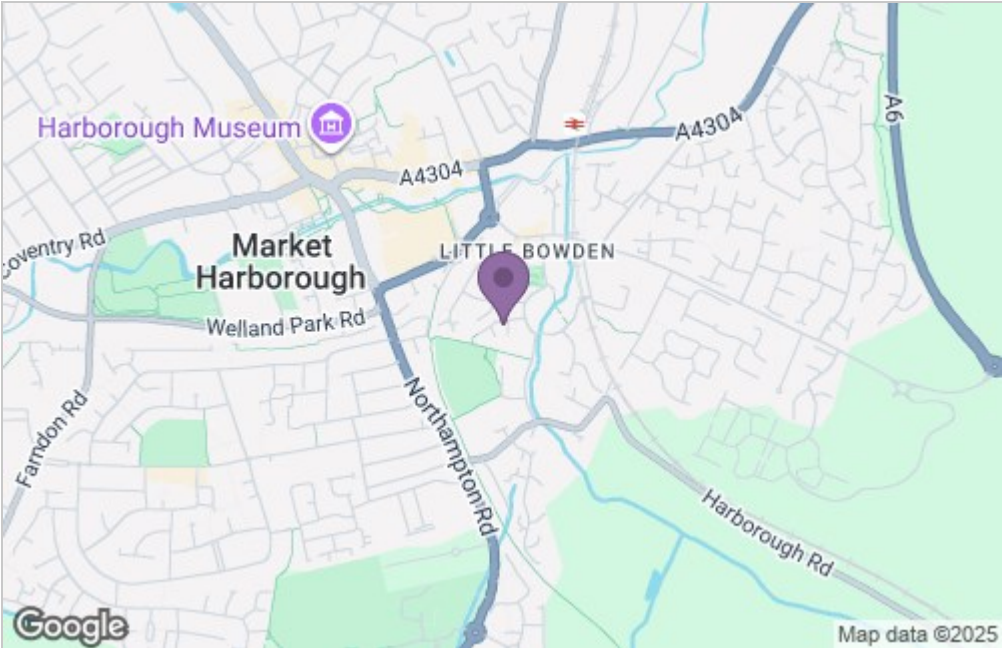 Harborough Museum
A4304
A6
A4304
Coventry Rd
Market
Harborough
LITTLE BOWDEN
Welland Park Rd
Farndon Rd
Northampton Rd
Harborough Rd
Google
Map data ©2025